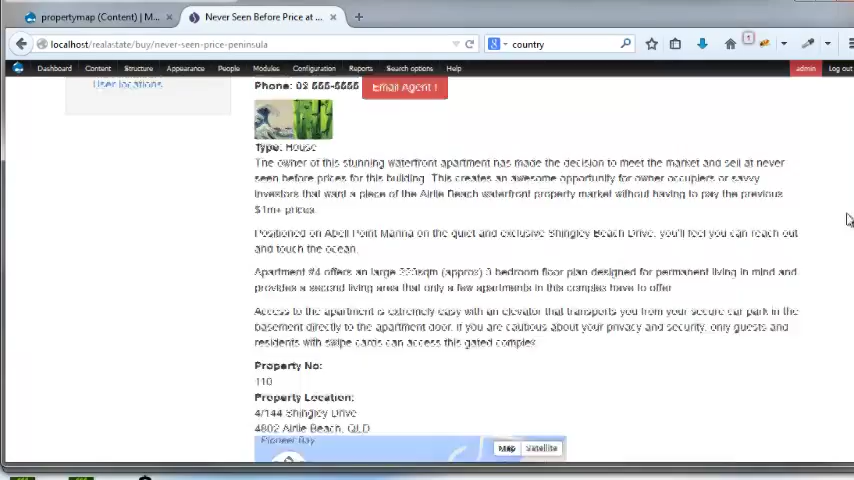 propertymap (Content) | M...
Never Seen Before Price at ...
localhost/realstate/buy/never-seen-price-peninsula
country
1
Dashboard Content Structure Appearance People Modules Configuration Reports Search options Help admin Log out
User locations
Phone: 02 555-5555 Email Agent !
Type: House
The owner of this stunning waterfront apartment has made the decision to meet the market and sell at never
seen before prices for this building. This creates an awesome opportunity for owner occupiers or savvy
investors that want a piece of the Airlie Beach waterfront property market without having to pay the previous
$1m+ prices.
Positioned on Abell Point Marina on the quiet and exclusive Shingley Beach Drive, you'll feel you can reach out
and touch the ocean.
Apartment #4 offers an large (approx) 3 bedroom floor plan designed for permanent living in mind and
provides a second living area that only a few apartments in this complex have to offer
Access to the apartment is extremely easy with an elevator that transports you from your secure car park in the
basement directly to the apartment door. If you are cautious about your privacy and security, only guests and
residents with swipe cards can access this gated complex.
Property No:
110
Property Location:
4/144 Shingley Drive
4802 Airlie Beach, QLD
Pioneer Bay
Map Satellite